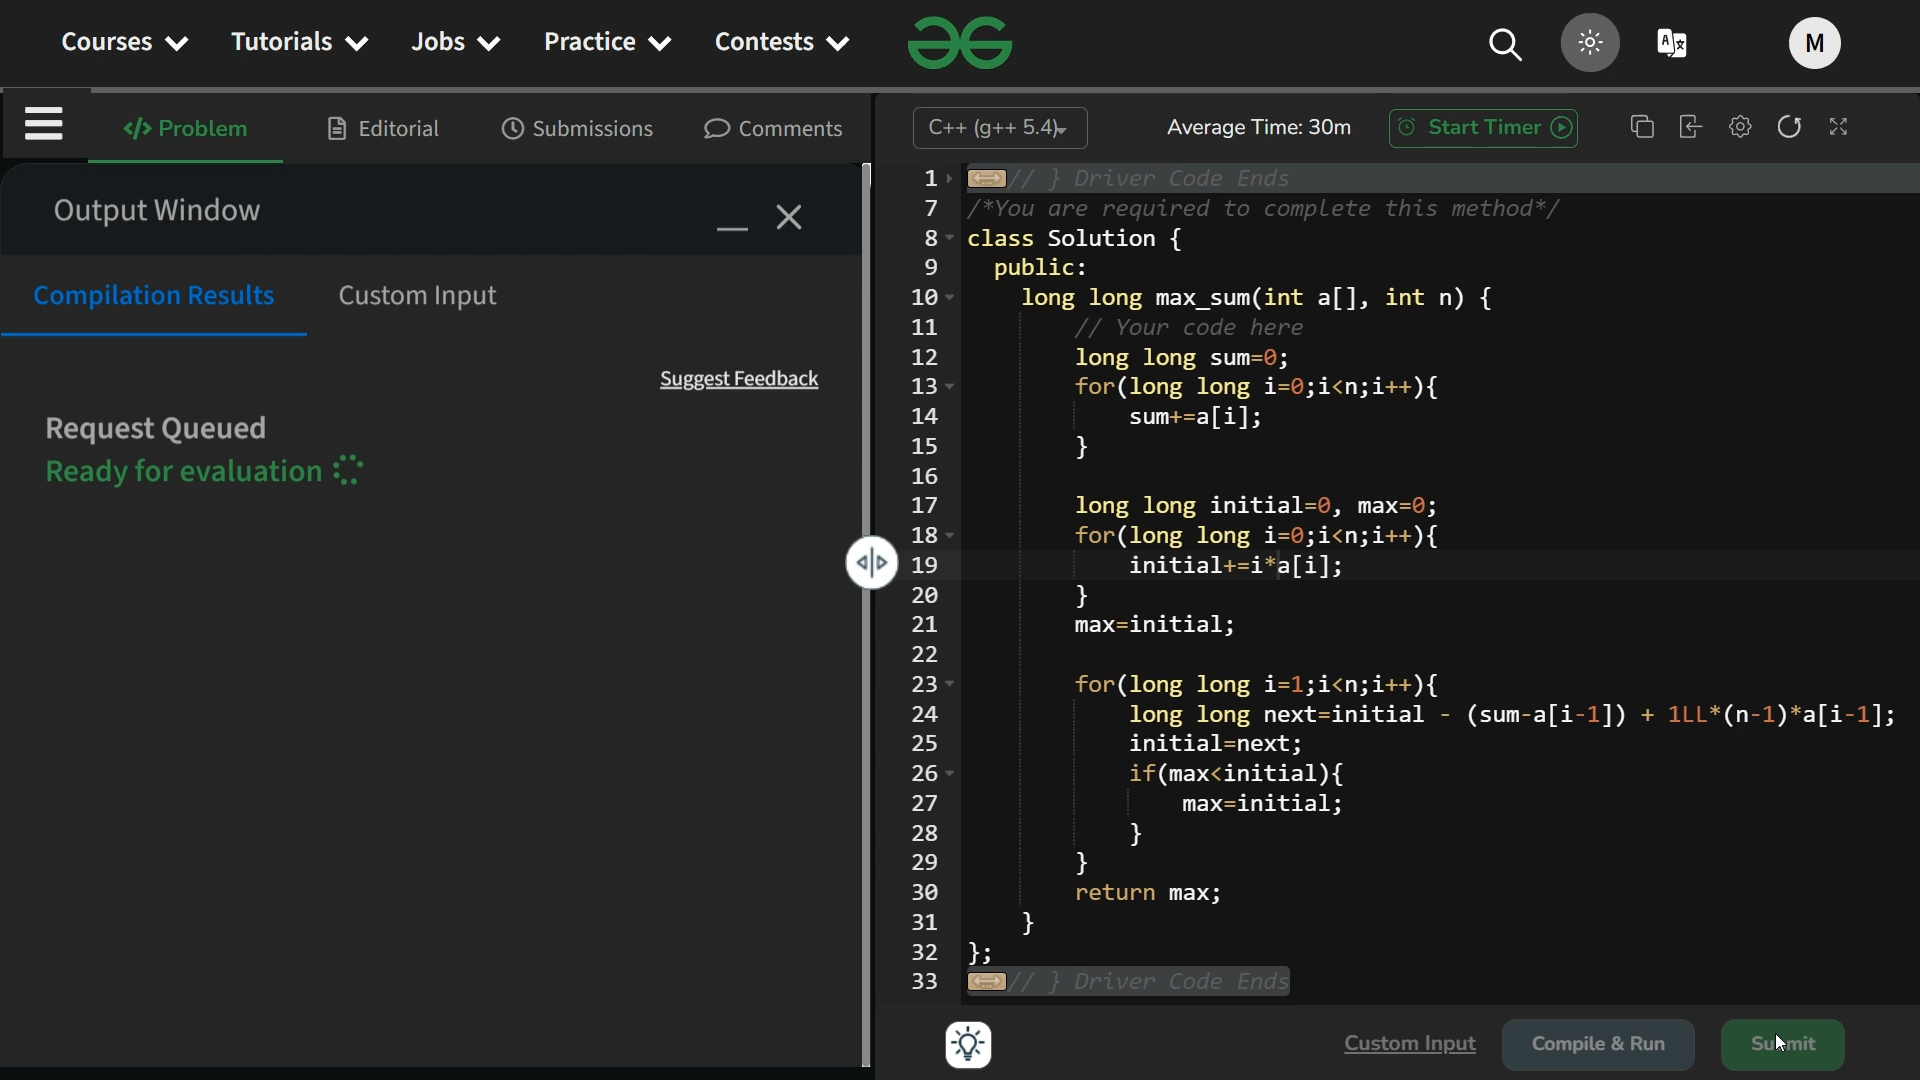 Courses Tutorials Jobs Practice Contests M
</> Problem Editorial Submissions Comments
C++ (g++ 5.4) Average Time: 30m Start Timer
Output Window
Compilation Results Custom Input
Suggest Feedback
Request Queued
Ready for evaluation
1 // } Driver Code Ends
7 /*You are required to complete this method*/
8 class Solution {
9 public:
10 long long max_sum(int a[], int n) {
11 // Your code here
12 long long sum=0;
13 for(long long i=0;i<n;i++){
14 sum+=a[i];
15 }
16
17 long long initial=0, max=0;
18 for(long long i=0;i<n;i++){
19 initial+=i*a[i];
20 }
21 max=initial;
22
23 for(long long i=1;i<n;i++){
24 long long next=initial - (sum-a[i-1]) + 1LL*(n-1)*a[i-1];
25 initial=next;
26 if(max<initial){
27 max=initial;
28 }
29 }
30 return max;
31 }
32 };
33 // } Driver Code Ends
Custom Input Compile & Run Submit